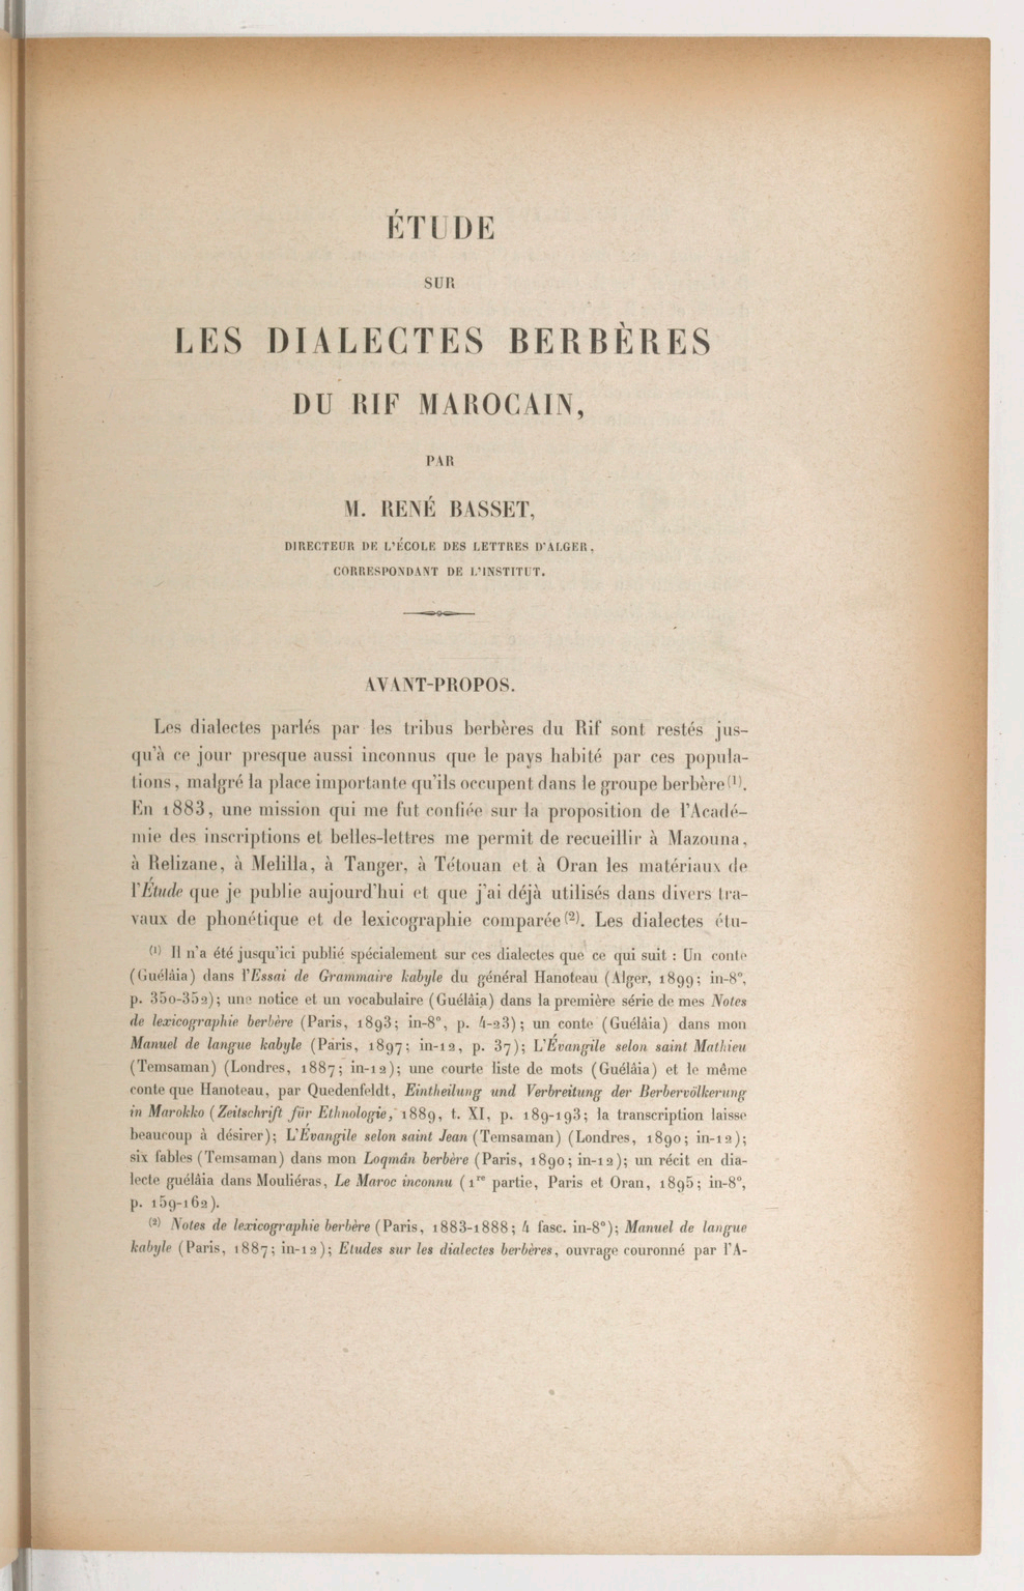 ÉTUDE
SUR
LES DIALECTES BERBÈRES
DU RIF MAROCAIN,
PAR
M. RENÉ BASSET,
DIRECTEUR DE L'ÉCOLE DES LETTRES D'ALGER,
CORRESPONDANT DE L'INSTITUT.
AVANT-PROPOS.
Les dialectes parlés par les tribus berbères du Rif sont restés jus-
qu'à ce jour presque aussi inconnus que le pays habité par ces popula-
tions, malgré la place importante qu'ils occupent dans le groupe berbère (1).
En 1883, une mission qui me fut confiée sur la proposition de l'Acadé-
mie des inscriptions et belles-lettres me permit de recueillir à Mazouna,
à Relizane, à Melilla, à Tanger, à Tétouan et à Oran les matériaux de
l'Étude que je publie aujourd'hui et que j'ai déjà utilisés dans divers tra-
vaux de phonétique et de lexicographie comparée (2). Les dialectes étu-
(1) Il n'a été jusqu'ici publié spécialement sur ces dialectes que ce qui suit : Un conte
(Guélâia) dans l'Essai de Grammaire kabyle du général Hanoteau (Alger, 1899; in-8°,
p. 350-352); une notice et un vocabulaire (Guélâia) dans la première série de mes Notes
de lexicographie berbère (Paris, 1893; in-8°, p. 4-23); un conte (Guélâia) dans mon
Manuel de langue kabyle (Paris, 1897; in-12, p. 37); L'Évangile selon saint Mathieu
(Temsaman) (Londres, 1887; in-12); une courte liste de mots (Guélâia) et le même
conte que Hanoteau, par Quedenfeldt, Eintheilung und Verbreitung der Berbervölkerung
in Marokko (Zeitschrift für Ethnologie, 1889, t. XI, p. 189-193; la transcription laisse
beaucoup à désirer); L'Évangile selon saint Jean (Temsaman) (Londres, 1890; in-12);
six fables (Temsaman) dans mon Loqmân berbère (Paris, 1890; in-12); un récit en dia-
lecte guélâia dans Mouliéras, Le Maroc inconnu (1re partie, Paris et Oran, 1895; in-8°,
p. 159-162).
(2) Notes de lexicographie berbère (Paris, 1883-1888; 4 fasc. in-8°); Manuel de langue
kabyle (Paris, 1887; in-12); Etudes sur les dialectes berbères, ouvrage couronné par l'A-